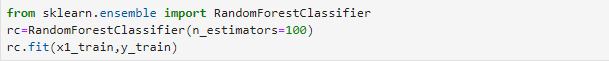 from sklearn.ensemble import RandomForestClassifier
rc=RandomForestClassifier(n_estimators=100)
rc.fit(x1_train,y_train)